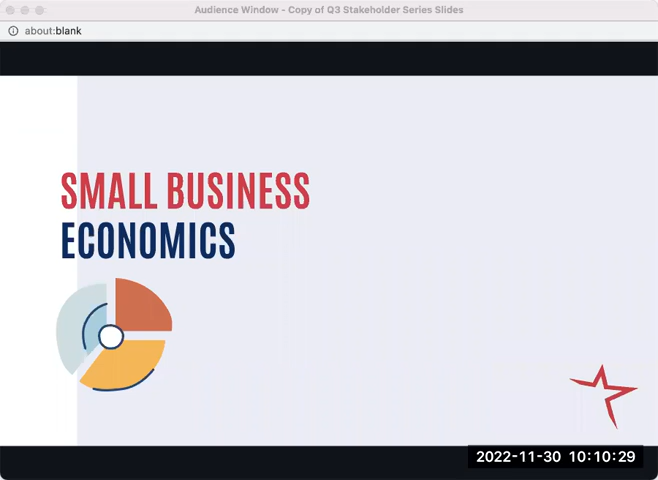 Audience Window - Copy of Q3 Stakeholder Series Slides
about:blank
SMALL BUSINESS
ECONOMICS
2022-11-30 10:10:29